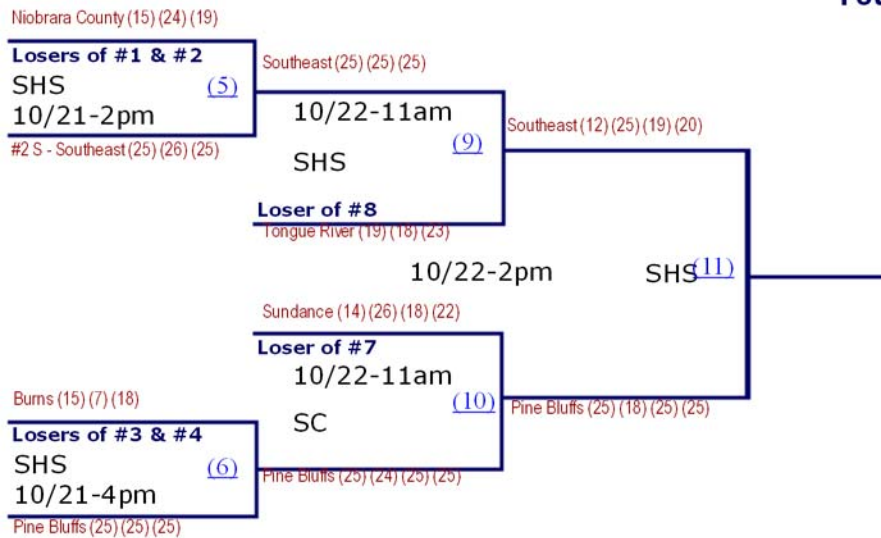 Niobrara County (15) (24) (19)
Losers of #1 & #2
SHS
(5)
10/21-2pm
#2 S - Southeast (25) (26) (25)
Southeast (25) (25) (25)
10/22-11am
(9)
SHS
Loser of #8
Tongue River (19) (18) (23)
Southeast (12) (25) (19) (20)
10/22-2pm
SHS
(11)
Sundance (14) (26) (18) (22)
Loser of #7
10/22-11am
(10)
SC
Pine Bluffs (25) (24) (25) (25)
Pine Bluffs (25) (18) (25) (25)
Burns (15) (7) (18)
Losers of #3 & #4
SHS
(6)
10/21-4pm
Pine Bluffs (25) (25) (25)